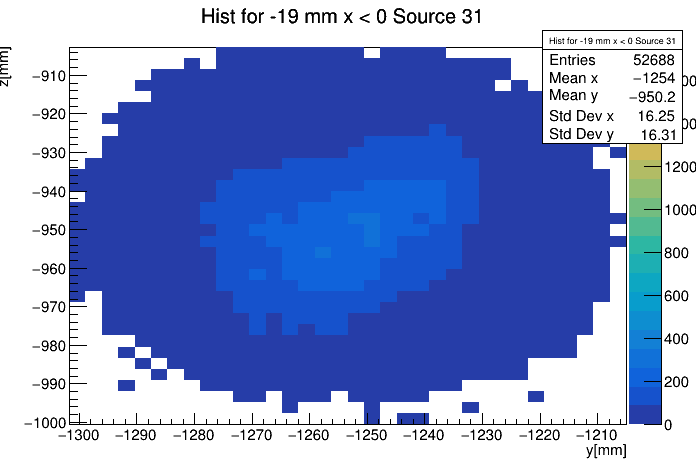 Hist for -19 mm x < 0 Source 31
z[mm]
Hist for -19 mm x < 0 Source 31
Entries 52688
Mean x −1254
Mean y −950.2
Std Dev x 16.25
Std Dev y 16.31
−910
−920
−930
−940
−950
−960
−970
−980
−990
−1000
1200
1000
800
600
400
200
0
−1300 −1290 −1280 −1270 −1260 −1250 −1240 −1230 −1220 −1210
y[mm]